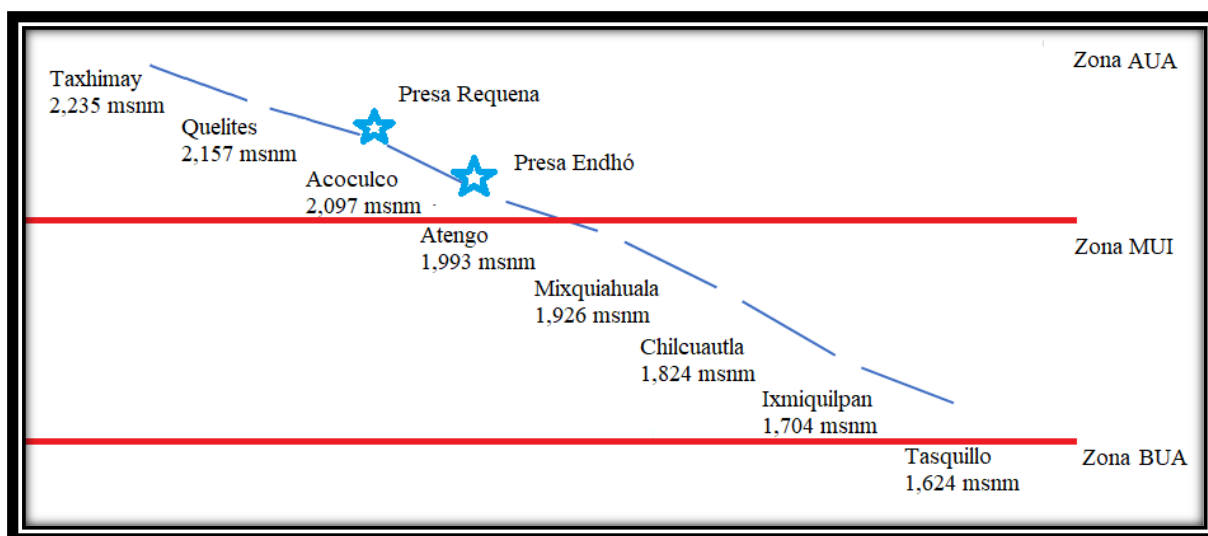 Zona AUA
Taxhimay
2,235 msnm
Presa Requena
Quelites
2,157 msnm
Presa Endhó
Acoculco
2,097 msnm
Atengo
1,993 msnm
Zona MUI
Mixquiahuala
1,926 msnm
Chilcuautla
1,824 msnm
Ixmiquilpan
1,704 msnm
Tasquillo
1,624 msnm
Zona BUA